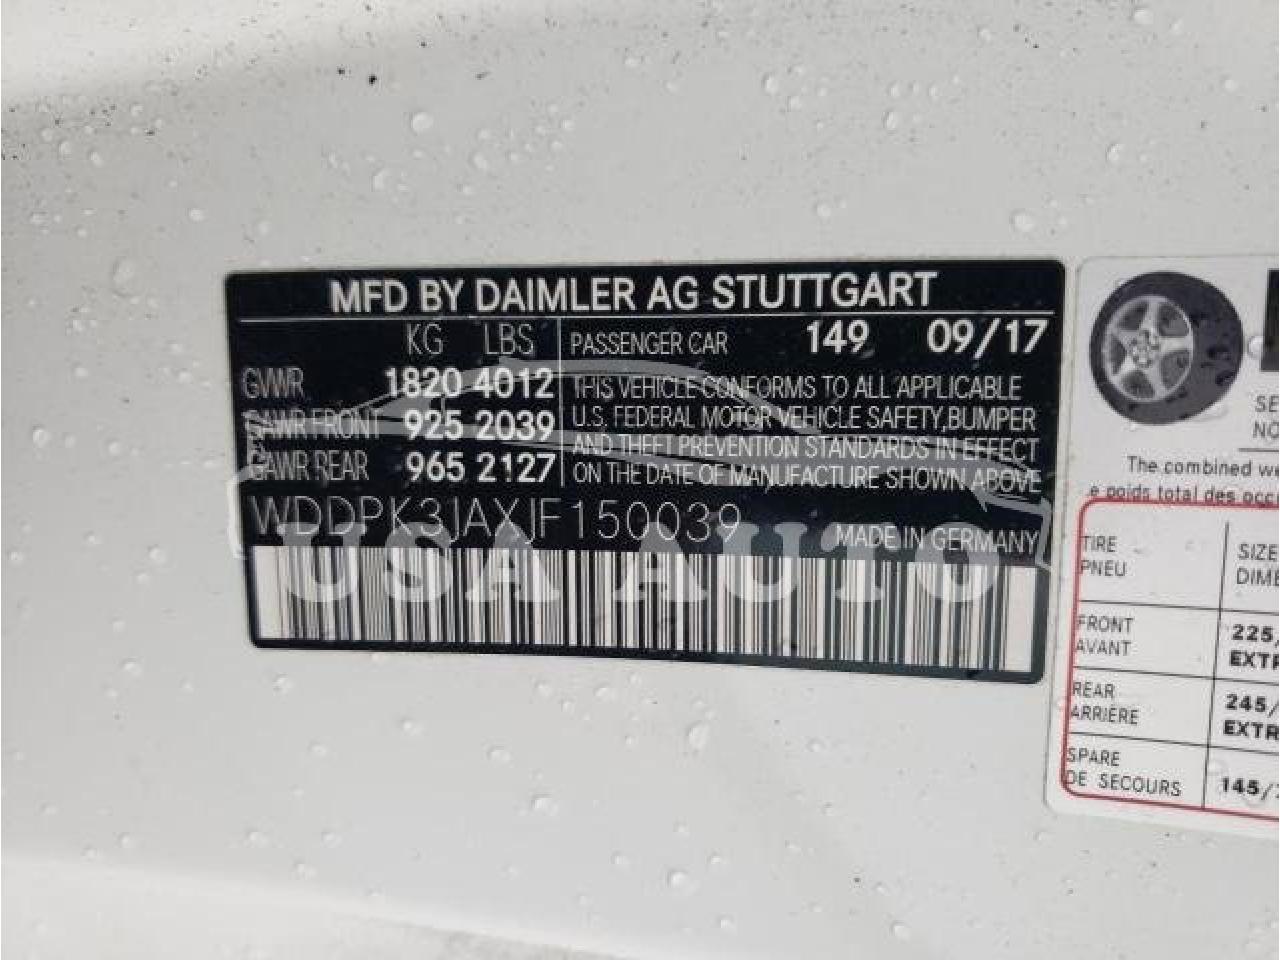 MFD BY DAIMLER AG STUTTGART
KG LBS
GVWR 1820 4012
GAWR FRONT 925 2039
GAWR REAR 965 2127
PASSENGER CAR 149 09/17
THIS VEHICLE CONFORMS TO ALL APPLICABLE
U.S. FEDERAL MOTOR VEHICLE SAFETY, BUMPER
AND THEFT PREVENTION STANDARDS IN EFFECT
ON THE DATE OF MANUFACTURE SHOWN ABOVE
WDDPK3JAXJF150039
MADE IN GERMANY
USA AUTO
SE
NO
The combined we
e poids total des occ
TIRE
PNEU
SIZE
DIME
FRONT
AVANT
225/
EXTR
REAR
ARRIÈRE
245/
EXTR
SPARE
DE SECOURS
145/